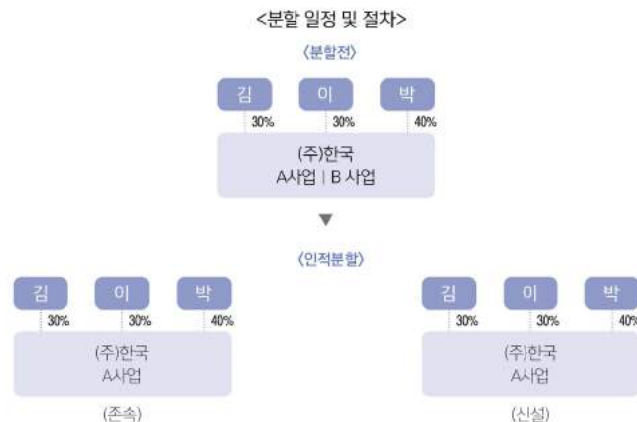 <분할 일정 및 절차>
<분할전>
김 이 박
30% 30% 40%
(주)한국
A사업 | B 사업
▼
<인적분할>
김 이 박 김 이 박
30% 30% 40% 30% 30% 40%
(주)한국 (주)한국
A사업 A사업
(존속) (신설)